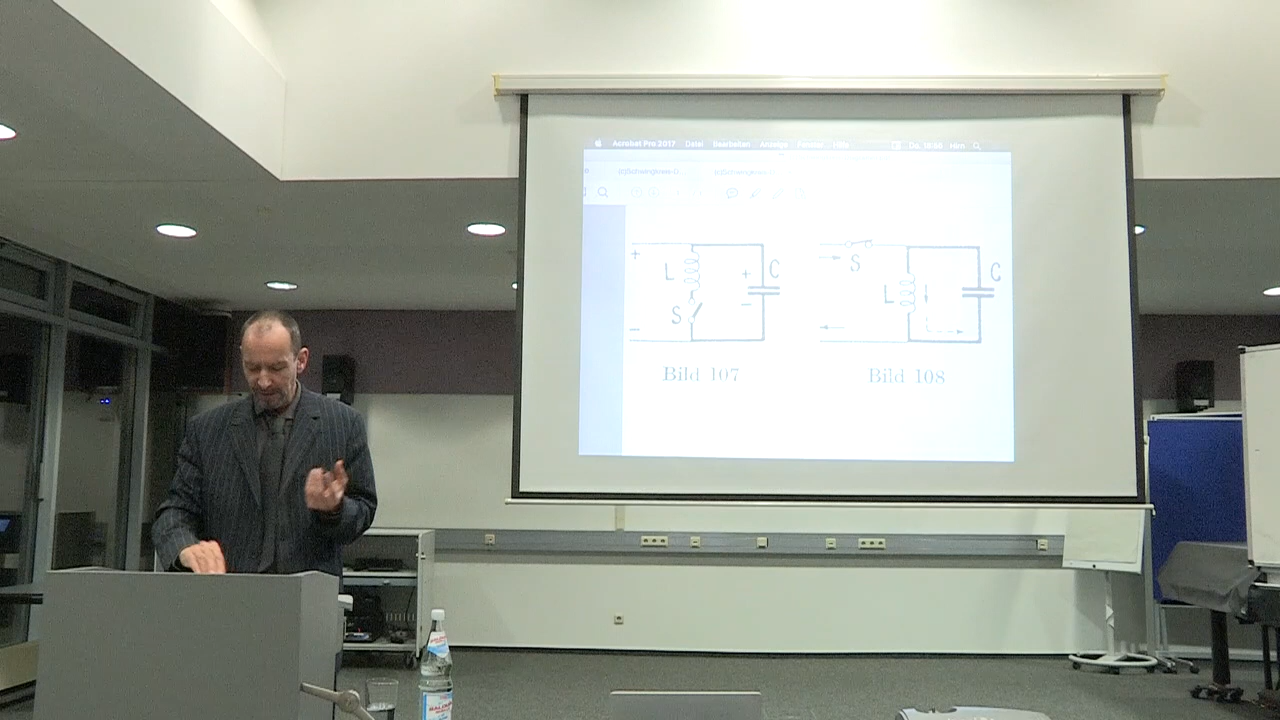 Acrobat Pro 2017 Datei Bearbeiten Anzeige Fenster Hilfe
+ L S - + C -
S L C
Bild 107 Bild 108